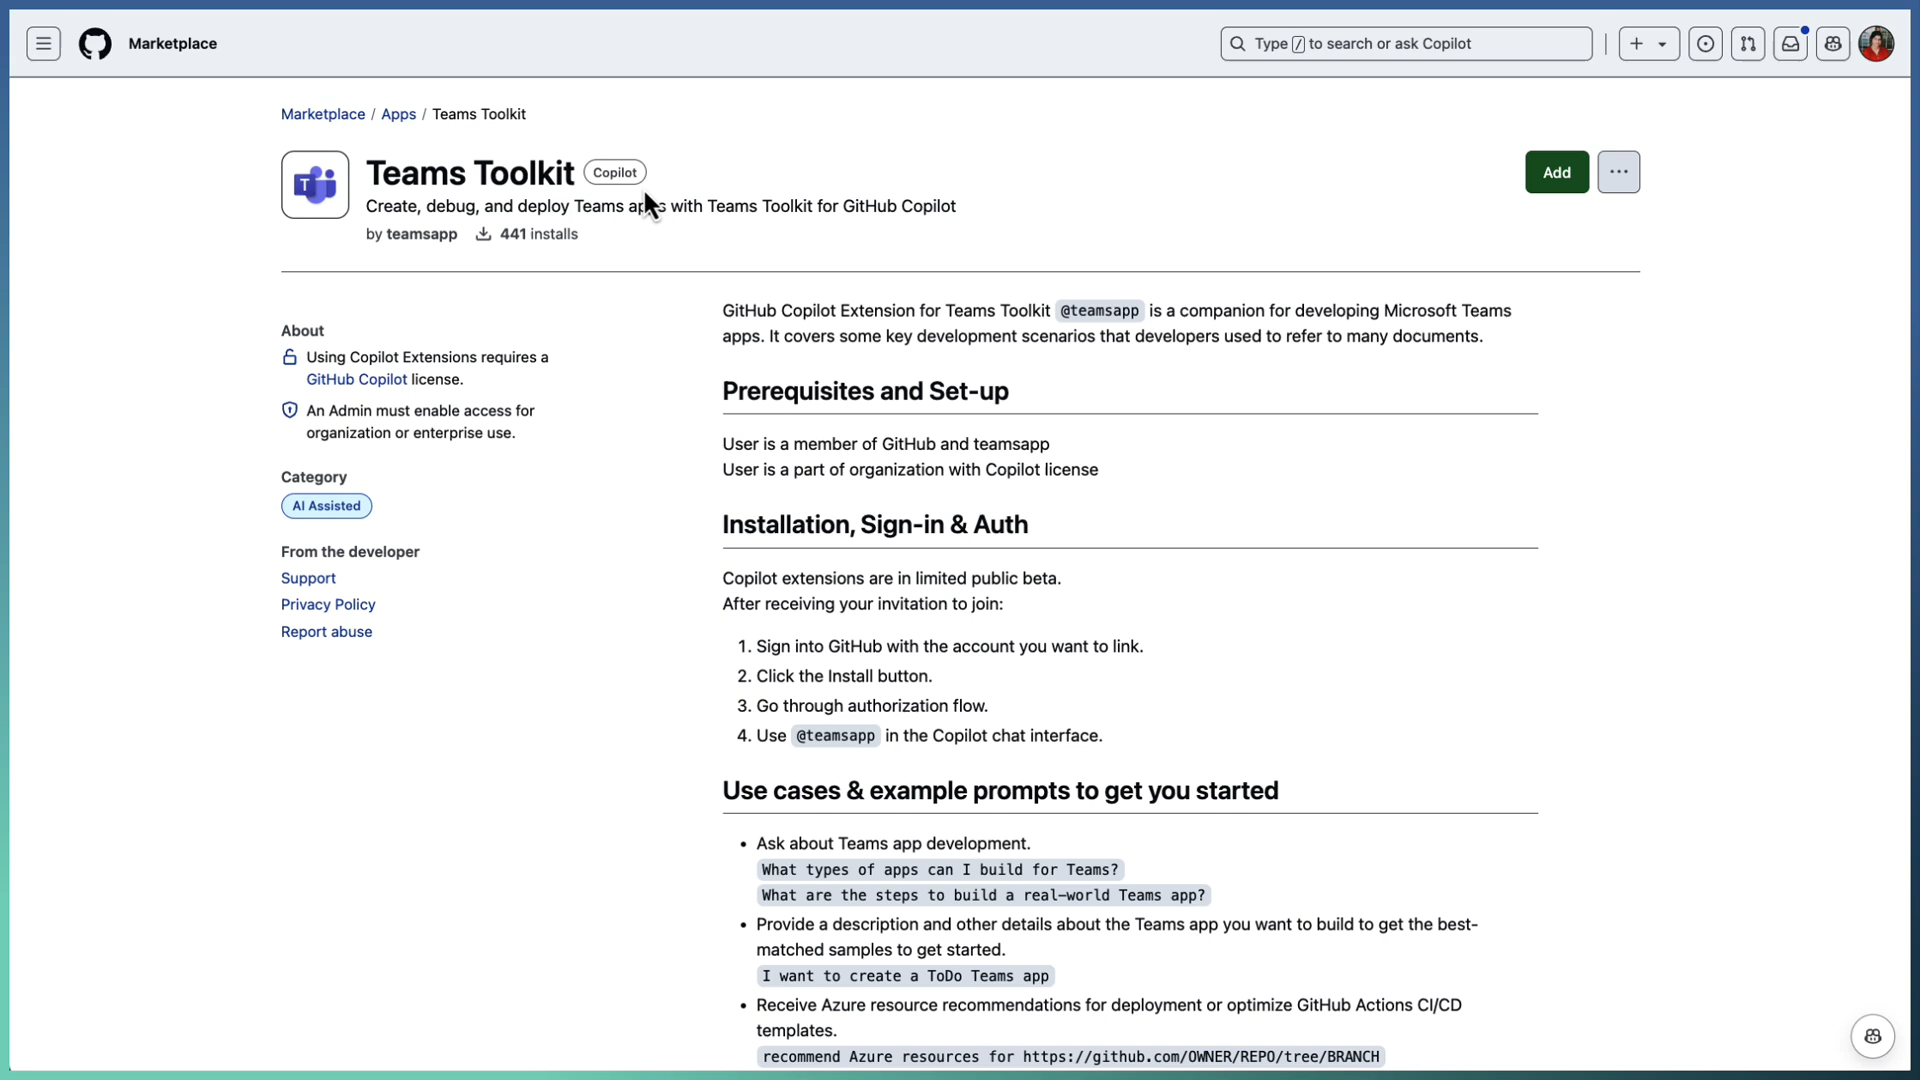 Marketplace
Type / to search or ask Copilot
Marketplace / Apps / Teams Toolkit
T
Teams Toolkit Copilot
Add
Create, debug, and deploy Teams apps with Teams Toolkit for GitHub Copilot
by teamsapp 441 installs
About
Using Copilot Extensions requires a
GitHub Copilot license.
An Admin must enable access for
organization or enterprise use.
Category
AI Assisted
From the developer
Support
Privacy Policy
Report abuse
GitHub Copilot Extension for Teams Toolkit @teamsapp is a companion for developing Microsoft Teams
apps. It covers some key development scenarios that developers used to refer to many documents.
Prerequisites and Set-up
User is a member of GitHub and teamsapp
User is a part of organization with Copilot license
Installation, Sign-in & Auth
Copilot extensions are in limited public beta.
After receiving your invitation to join:
1. Sign into GitHub with the account you want to link.
2. Click the Install button.
3. Go through authorization flow.
4. Use @teamsapp in the Copilot chat interface.
Use cases & example prompts to get you started
• Ask about Teams app development.
What types of apps can I build for Teams?
What are the steps to build a real-world Teams app?
• Provide a description and other details about the Teams app you want to build to get the best-
matched samples to get started.
I want to create a ToDo Teams app
• Receive Azure resource recommendations for deployment or optimize GitHub Actions CI/CD
templates.
recommend Azure resources for https://github.com/OWNER/REPO/tree/BRANCH